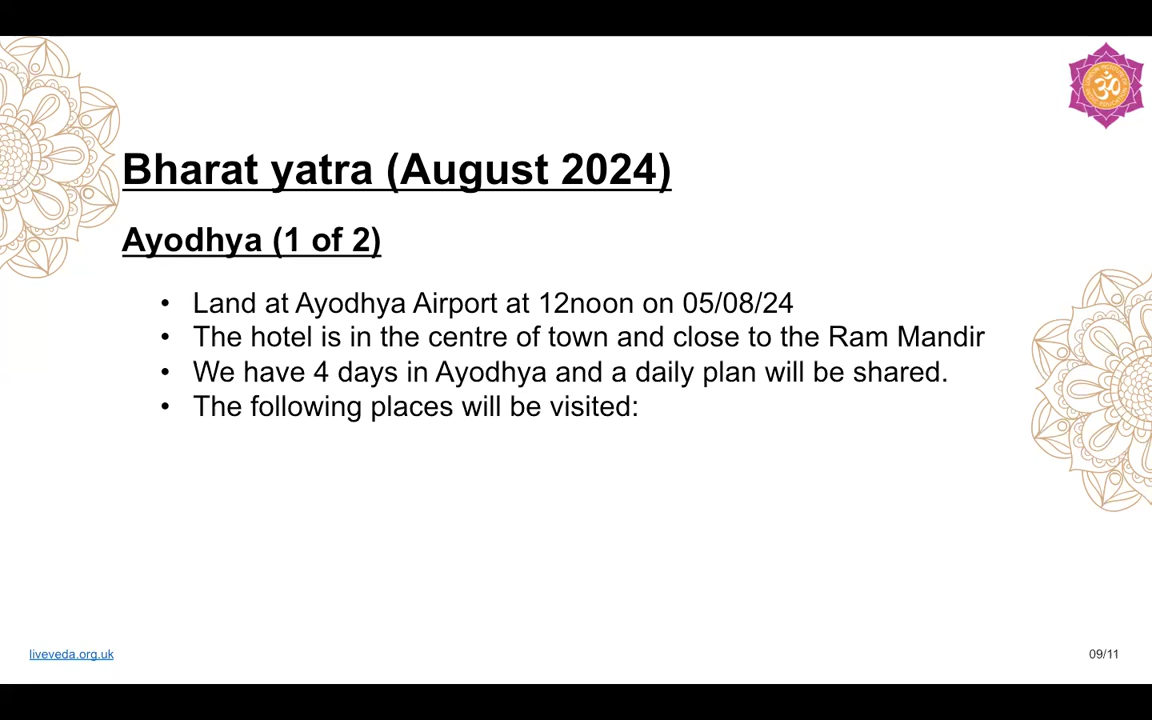 Bharat yatra (August 2024)
Ayodhya (1 of 2)
• Land at Ayodhya Airport at 12noon on 05/08/24
• The hotel is in the centre of town and close to the Ram Mandir
• We have 4 days in Ayodhya and a daily plan will be shared.
• The following places will be visited:
liveveda.org.uk
09/11
ॐ